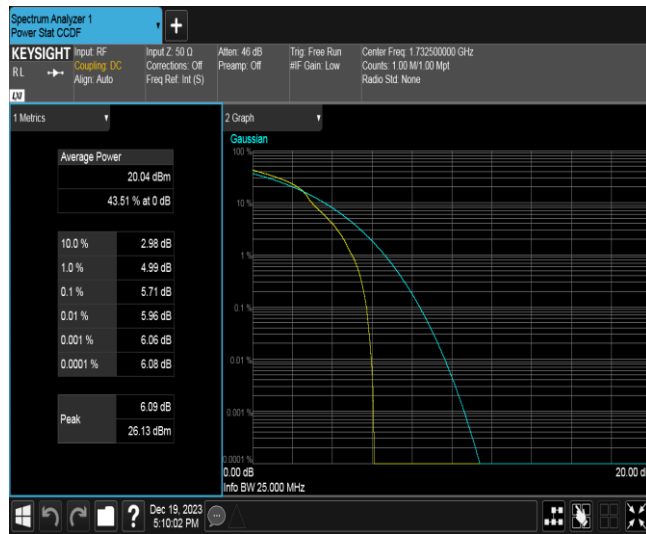 Spectrum Analyzer 1
Power Stat CCDF
+
KEYSIGHT
RL
LXI
Input: RF
Coupling: DC
Align: Auto
Input Z: 50 Ω
Corrections: Off
Freq Ref: Int (S)
Atten: 46 dB
Preamp: Off
Trig: Free Run
#IF Gain: Low
Center Freq: 1.732500000 GHz
Counts: 1.00 M/1.00 Mpt
Radio Std: None
1 Metrics
Average Power
20.04 dBm
43.51 % at 0 dB
10.0 % 2.98 dB
1.0 % 4.99 dB
0.1 % 5.71 dB
0.01 % 5.96 dB
0.001 % 6.06 dB
0.0001 % 6.08 dB
Peak 6.09 dB
26.13 dBm
2 Graph
Gaussian
100 %
10 %
1 %
0.1 %
0.01 %
0.001 %
0.0001 %
0.00 dB
20.00 d
Info BW 25.000 MHz
?
Dec 19, 2023
5:10:02 PM